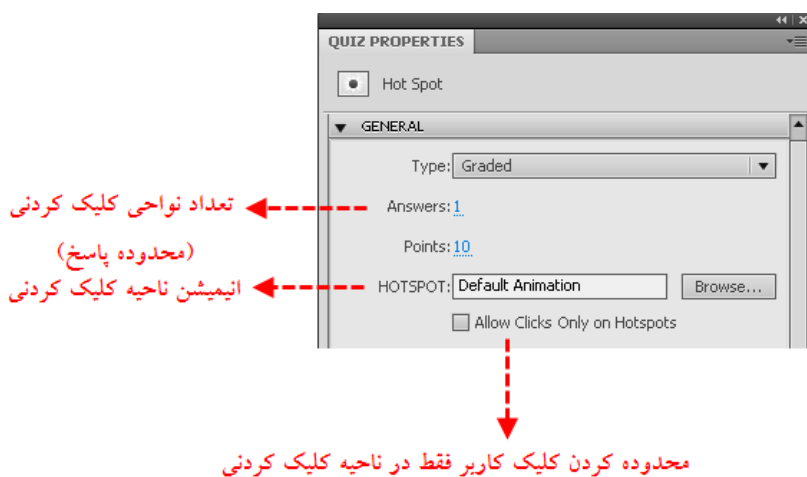 QUIZ PROPERTIES
Hot Spot
GENERAL
Type: Graded
تعداد نواحی کلیک کردنی
Answers: 1
(محدوده پاسخ)
Points: 10
انیمیشن ناحیه کلیک کردنی
HOTSPOT: Default Animation Browse...
Allow Clicks Only on Hotspots
محدوده کردن کلیک کاربر فقط در ناحیه کلیک کردنی